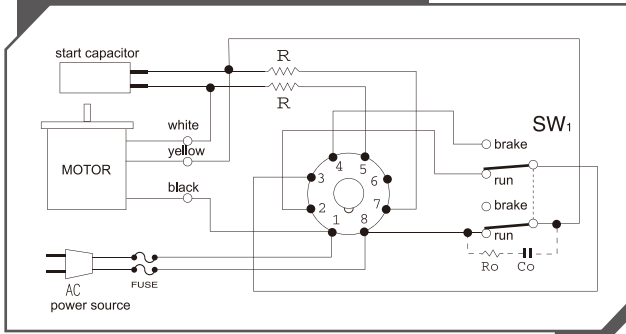 start capacitor
R
R
white
yellow
black
MOTOR
AC
power source
FUSE
4
5
3
6
2
7
1
8
SW1
brake
run
brake
run
Ro
Co